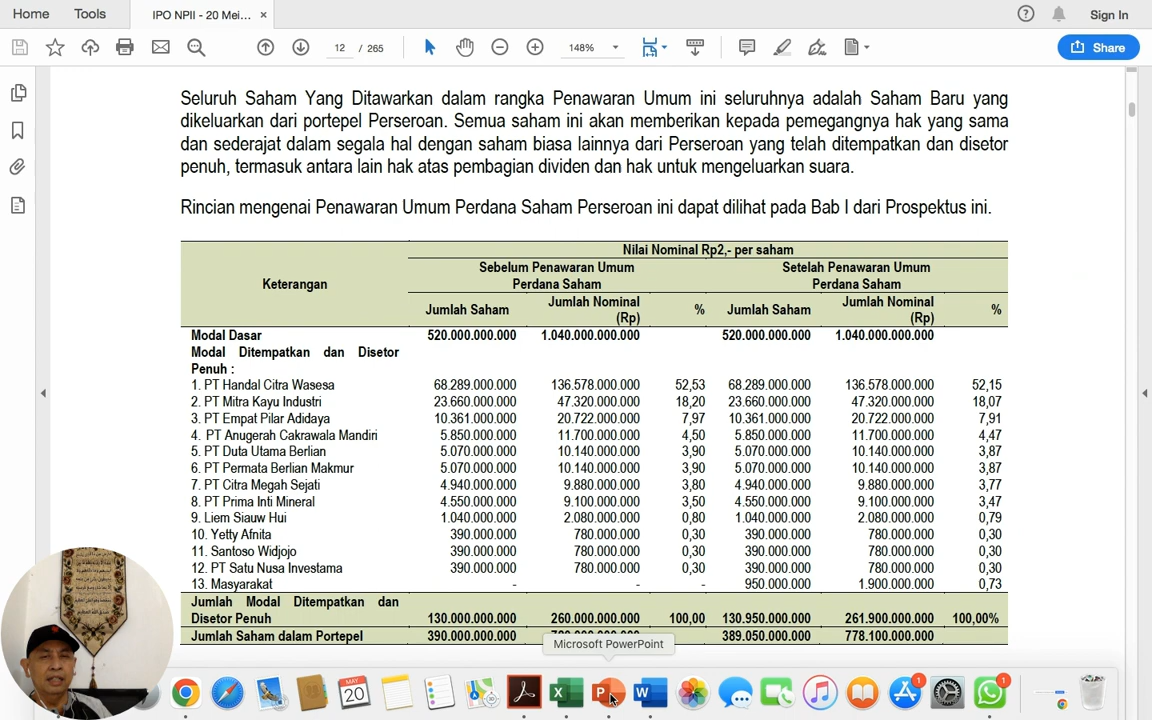 Home Tools IPO NPII - 20 Mei... × Sign In
12 / 265 148% Share
Seluruh Saham Yang Ditawarkan dalam rangka Penawaran Umum ini seluruhnya adalah Saham Baru yang
dikeluarkan dari portepel Perseroan. Semua saham ini akan memberikan kepada pemegangnya hak yang sama
dan sederajat dalam segala hal dengan saham biasa lainnya dari Perseroan yang telah ditempatkan dan disetor
penuh, termasuk antara lain hak atas pembagian dividen dan hak untuk mengeluarkan suara.
Rincian mengenai Penawaran Umum Perdana Saham Perseroan ini dapat dilihat pada Bab I dari Prospektus ini.
Nilai Nominal Rp2,- per saham
Keterangan
Sebelum Penawaran Umum Setelah Penawaran Umum
Perdana Saham Perdana Saham
Jumlah Saham Jumlah Nominal % Jumlah Saham Jumlah Nominal %
(Rp) (Rp)
Modal Dasar 520.000.000.000 1.040.000.000.000 520.000.000.000 1.040.000.000.000
Modal Ditempatkan dan Disetor
Penuh :
1. PT Handal Citra Wasesa 68.289.000.000 136.578.000.000 52,53 68.289.000.000 136.578.000.000 52,15
2. PT Mitra Kayu Industri 23.660.000.000 47.320.000.000 18,20 23.660.000.000 47.320.000.000 18,07
3. PT Empat Pilar Adidaya 10.361.000.000 20.722.000.000 7,97 10.361.000.000 20.722.000.000 7,91
4. PT Anugerah Cakrawala Mandiri 5.850.000.000 11.700.000.000 4,50 5.850.000.000 11.700.000.000 4,47
5. PT Duta Utama Berlian 5.070.000.000 10.140.000.000 3,90 5.070.000.000 10.140.000.000 3,87
6. PT Permata Berlian Makmur 5.070.000.000 10.140.000.000 3,90 5.070.000.000 10.140.000.000 3,87
7. PT Citra Megah Sejati 4.940.000.000 9.880.000.000 3,80 4.940.000.000 9.880.000.000 3,77
8. PT Prima Inti Mineral 4.550.000.000 9.100.000.000 3,50 4.550.000.000 9.100.000.000 3,47
9. Liem Siauw Hui 1.040.000.000 2.080.000.000 0,80 1.040.000.000 2.080.000.000 0,79
10. Yetty Afnita 390.000.000 780.000.000 0,30 390.000.000 780.000.000 0,30
11. Santoso Widjojo 390.000.000 780.000.000 0,30 390.000.000 780.000.000 0,30
12. PT Satu Nusa Investama 390.000.000 780.000.000 0,30 390.000.000 780.000.000 0,30
13. Masyarakat - - - 950.000.000 1.900.000.000 0,73
Jumlah Modal Ditempatkan dan
Disetor Penuh 130.000.000.000 260.000.000.000 100,00 130.950.000.000 261.900.000.000 100,00%
Jumlah Saham dalam Portepel 390.000.000.000 389.050.000.000 778.100.000.000
Microsoft PowerPoint
MAY
20
1
1